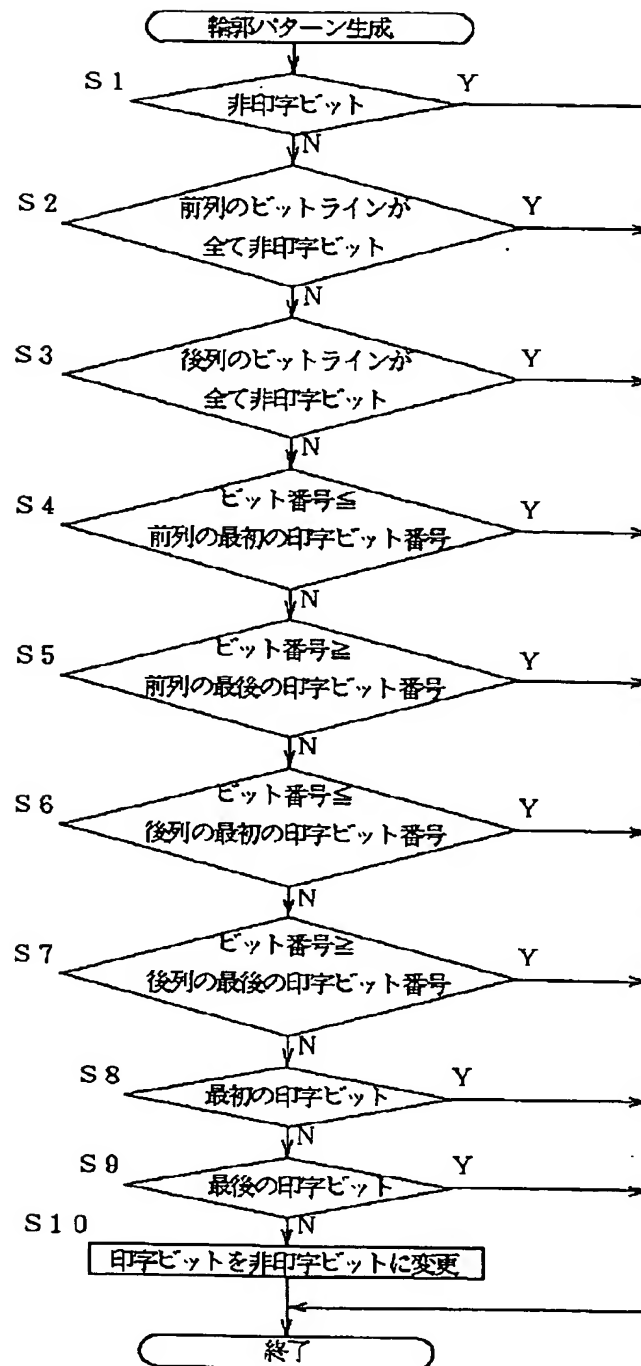 輪郭パターン生成
S1
非印字ビット
Y
N
S2
前列のビットラインが
全て非印字ビット
Y
N
S3
後列のビットラインが
全て非印字ビット
Y
N
S4
ビット番号≦
前列の最初の印字ビット番号
Y
N
S5
ビット番号≧
前列の最後の印字ビット番号
Y
N
S6
ビット番号≦
後列の最初の印字ビット番号
Y
N
S7
ビット番号≧
後列の最後の印字ビット番号
Y
N
S8
最初の印字ビット
Y
N
S9
最後の印字ビット
Y
N
S10
印字ビットを非印字ビットに変更
終了